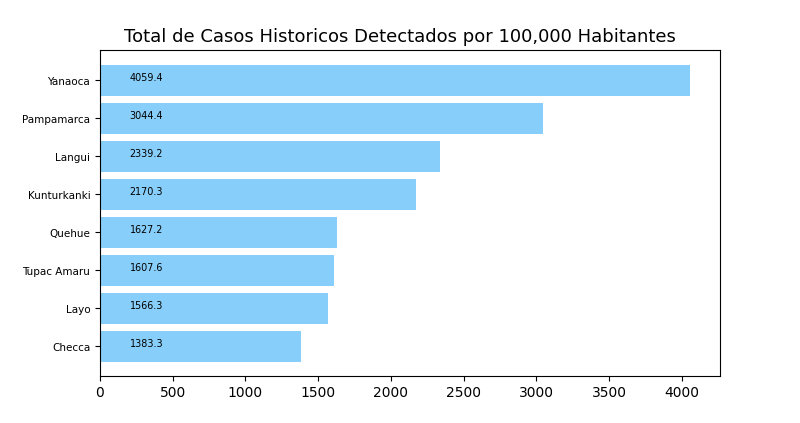 Total de Casos Historicos Detectados por 100,000 Habitantes
Yanaoca 4059.4
Pampamarca 3044.4
Langui 2339.2
Kunturkanki 2170.3
Quehue 1627.2
Tupac Amaru 1607.6
Layo 1566.3
Checca 1383.3
0 500 1000 1500 2000 2500 3000 3500 4000